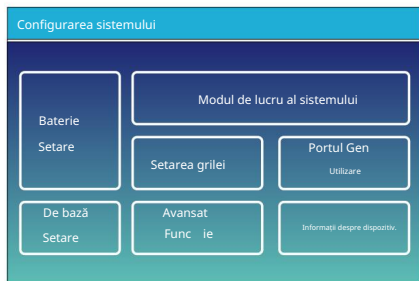 Configurarea sistemului
Modul de lucru al sistemului
Baterie
Setare
Setarea grilei
Portul Gen
Utilizare
De bază
Setare
Avansat
Func ie
Informații despre dispozitiv.